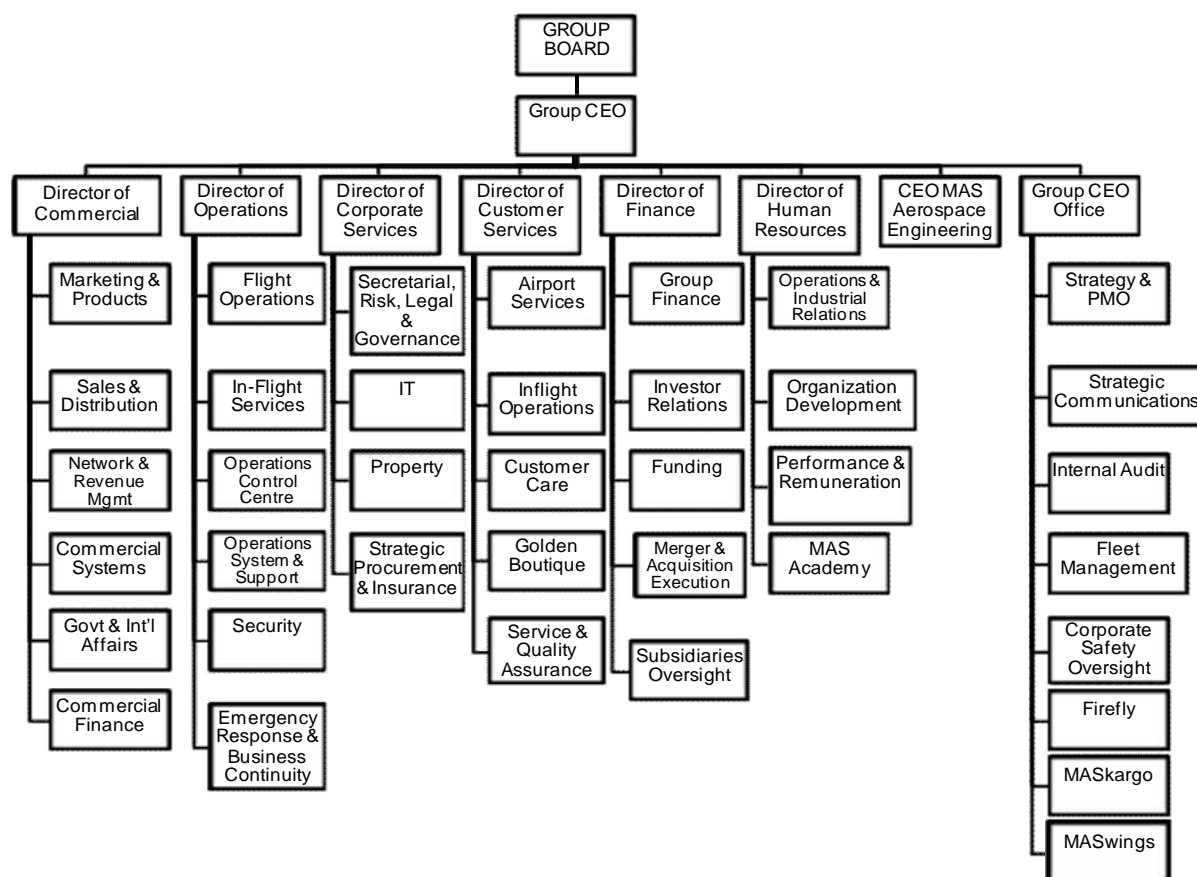 GROUP
BOARD
Group CEO
Director of
Commercial
Director of
Operations
Director of
Corporate
Services
Director of
Customer
Services
Director of
Finance
Director of
Human
Resources
CEO MAS
Aerospace
Engineering
Group CEO
Office
Marketing &
Products
Sales &
Distribution
Network &
Revenue
Mgmt
Commercial
Systems
Govt & Int'l
Affairs
Commercial
Finance
Flight
Operations
In-Flight
Services
Operations
Control
Centre
Operations
System &
Support
Security
Emergency
Response &
Business
Continuity
Secretarial,
Risk, Legal
&
Governance
IT
Property
Strategic
Procurement
& Insurance
Airport
Services
Inflight
Operations
Customer
Care
Golden
Boutique
Service &
Quality
Assurance
Group
Finance
Investor
Relations
Funding
Merger &
Acquisition
Execution
Subsidiaries
Oversight
Operations &
Industrial
Relations
Organization
Development
Performance &
Remuneration
MAS
Academy
Strategy &
PMO
Strategic
Communications
Internal Audit
Fleet
Management
Corporate
Safety
Oversight
Firefly
MASkargo
MASwings